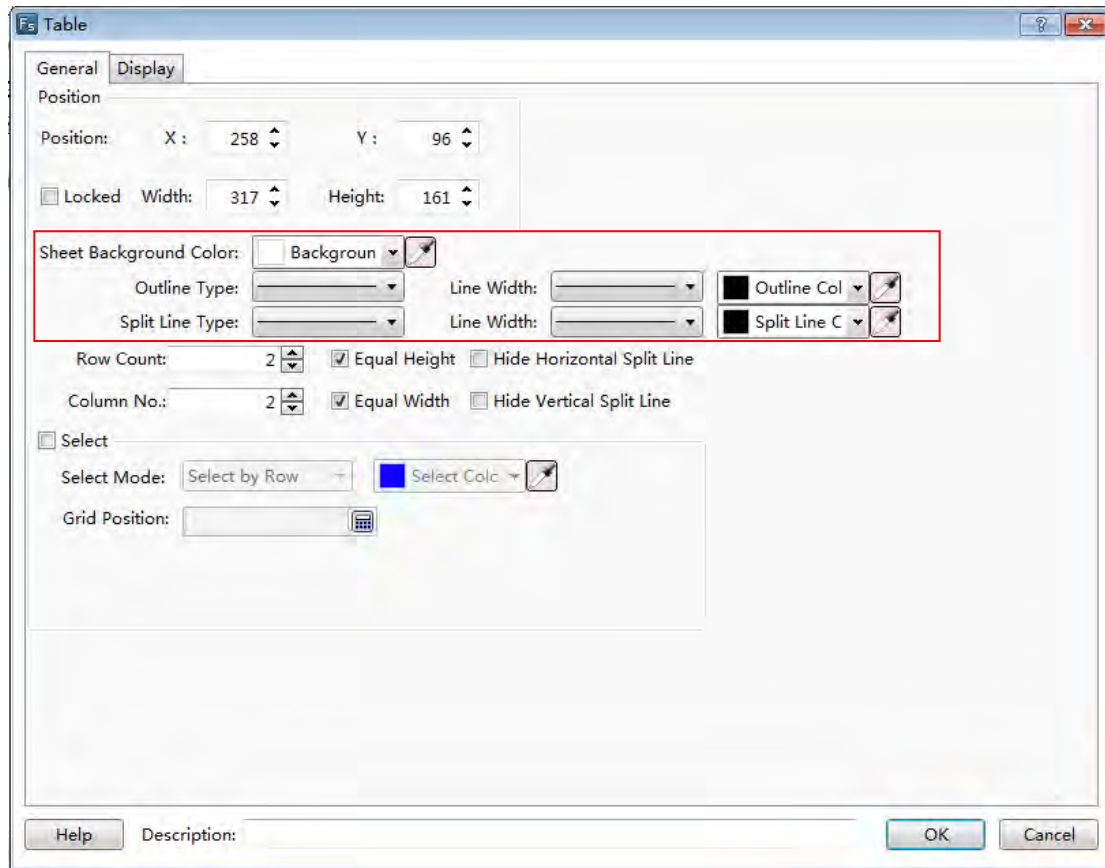 Fs Table ?
General Display
Position
Position: X : 258 Y : 96
Locked Width: 317 Height: 161
Sheet Background Color: Backgroun
Outline Type: Line Width: Outline Col
Split Line Type: Line Width: Split Line C
Row Count: 2 Equal Height Hide Horizontal Split Line
Column No.: 2 Equal Width Hide Vertical Split Line
Select
Select Mode: Select by Row Select Colc
Grid Position:
Help Description: OK Cancel